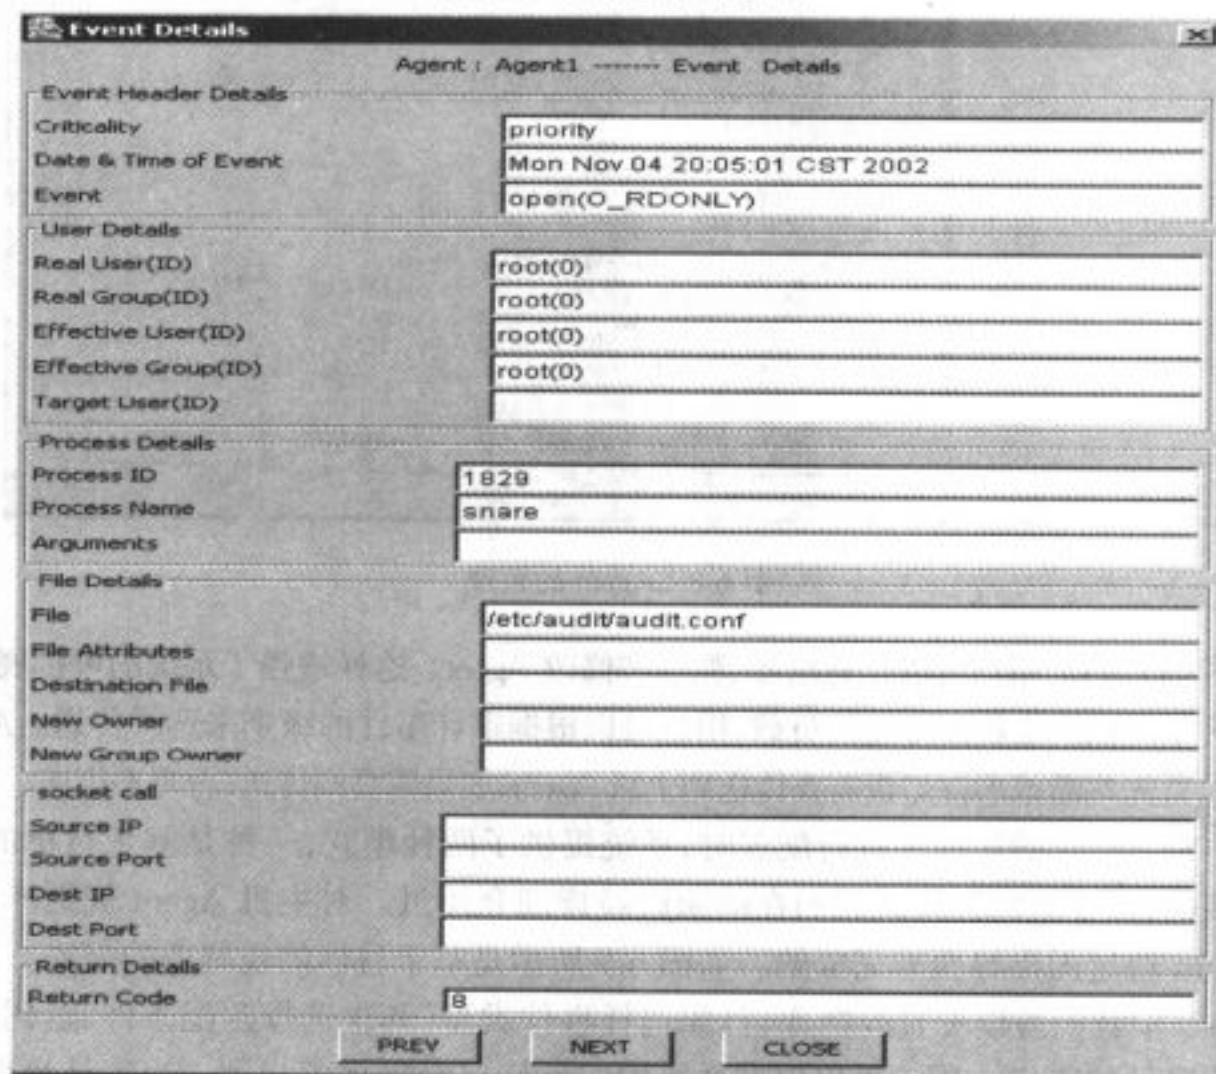 Event Details
Agent : Agent1 ------- Event Details
Event Header Details
Criticality priority
Date & Time of Event Mon Nov 04 20:05:01 CST 2002
Event open(O_RDONLY)
User Details
Real User(ID) root(0)
Real Group(ID) root(0)
Effective User(ID) root(0)
Effective Group(ID) root(0)
Target User(ID)
Process Details
Process ID 1829
Process Name snare
Arguments
File Details
File /etc/audit/audit.conf
File Attributes
Destination File
New Owner
New Group Owner
socket call
Source IP
Source Port
Dest IP
Dest Port
Return Details
Return Code 8
PREV NEXT CLOSE